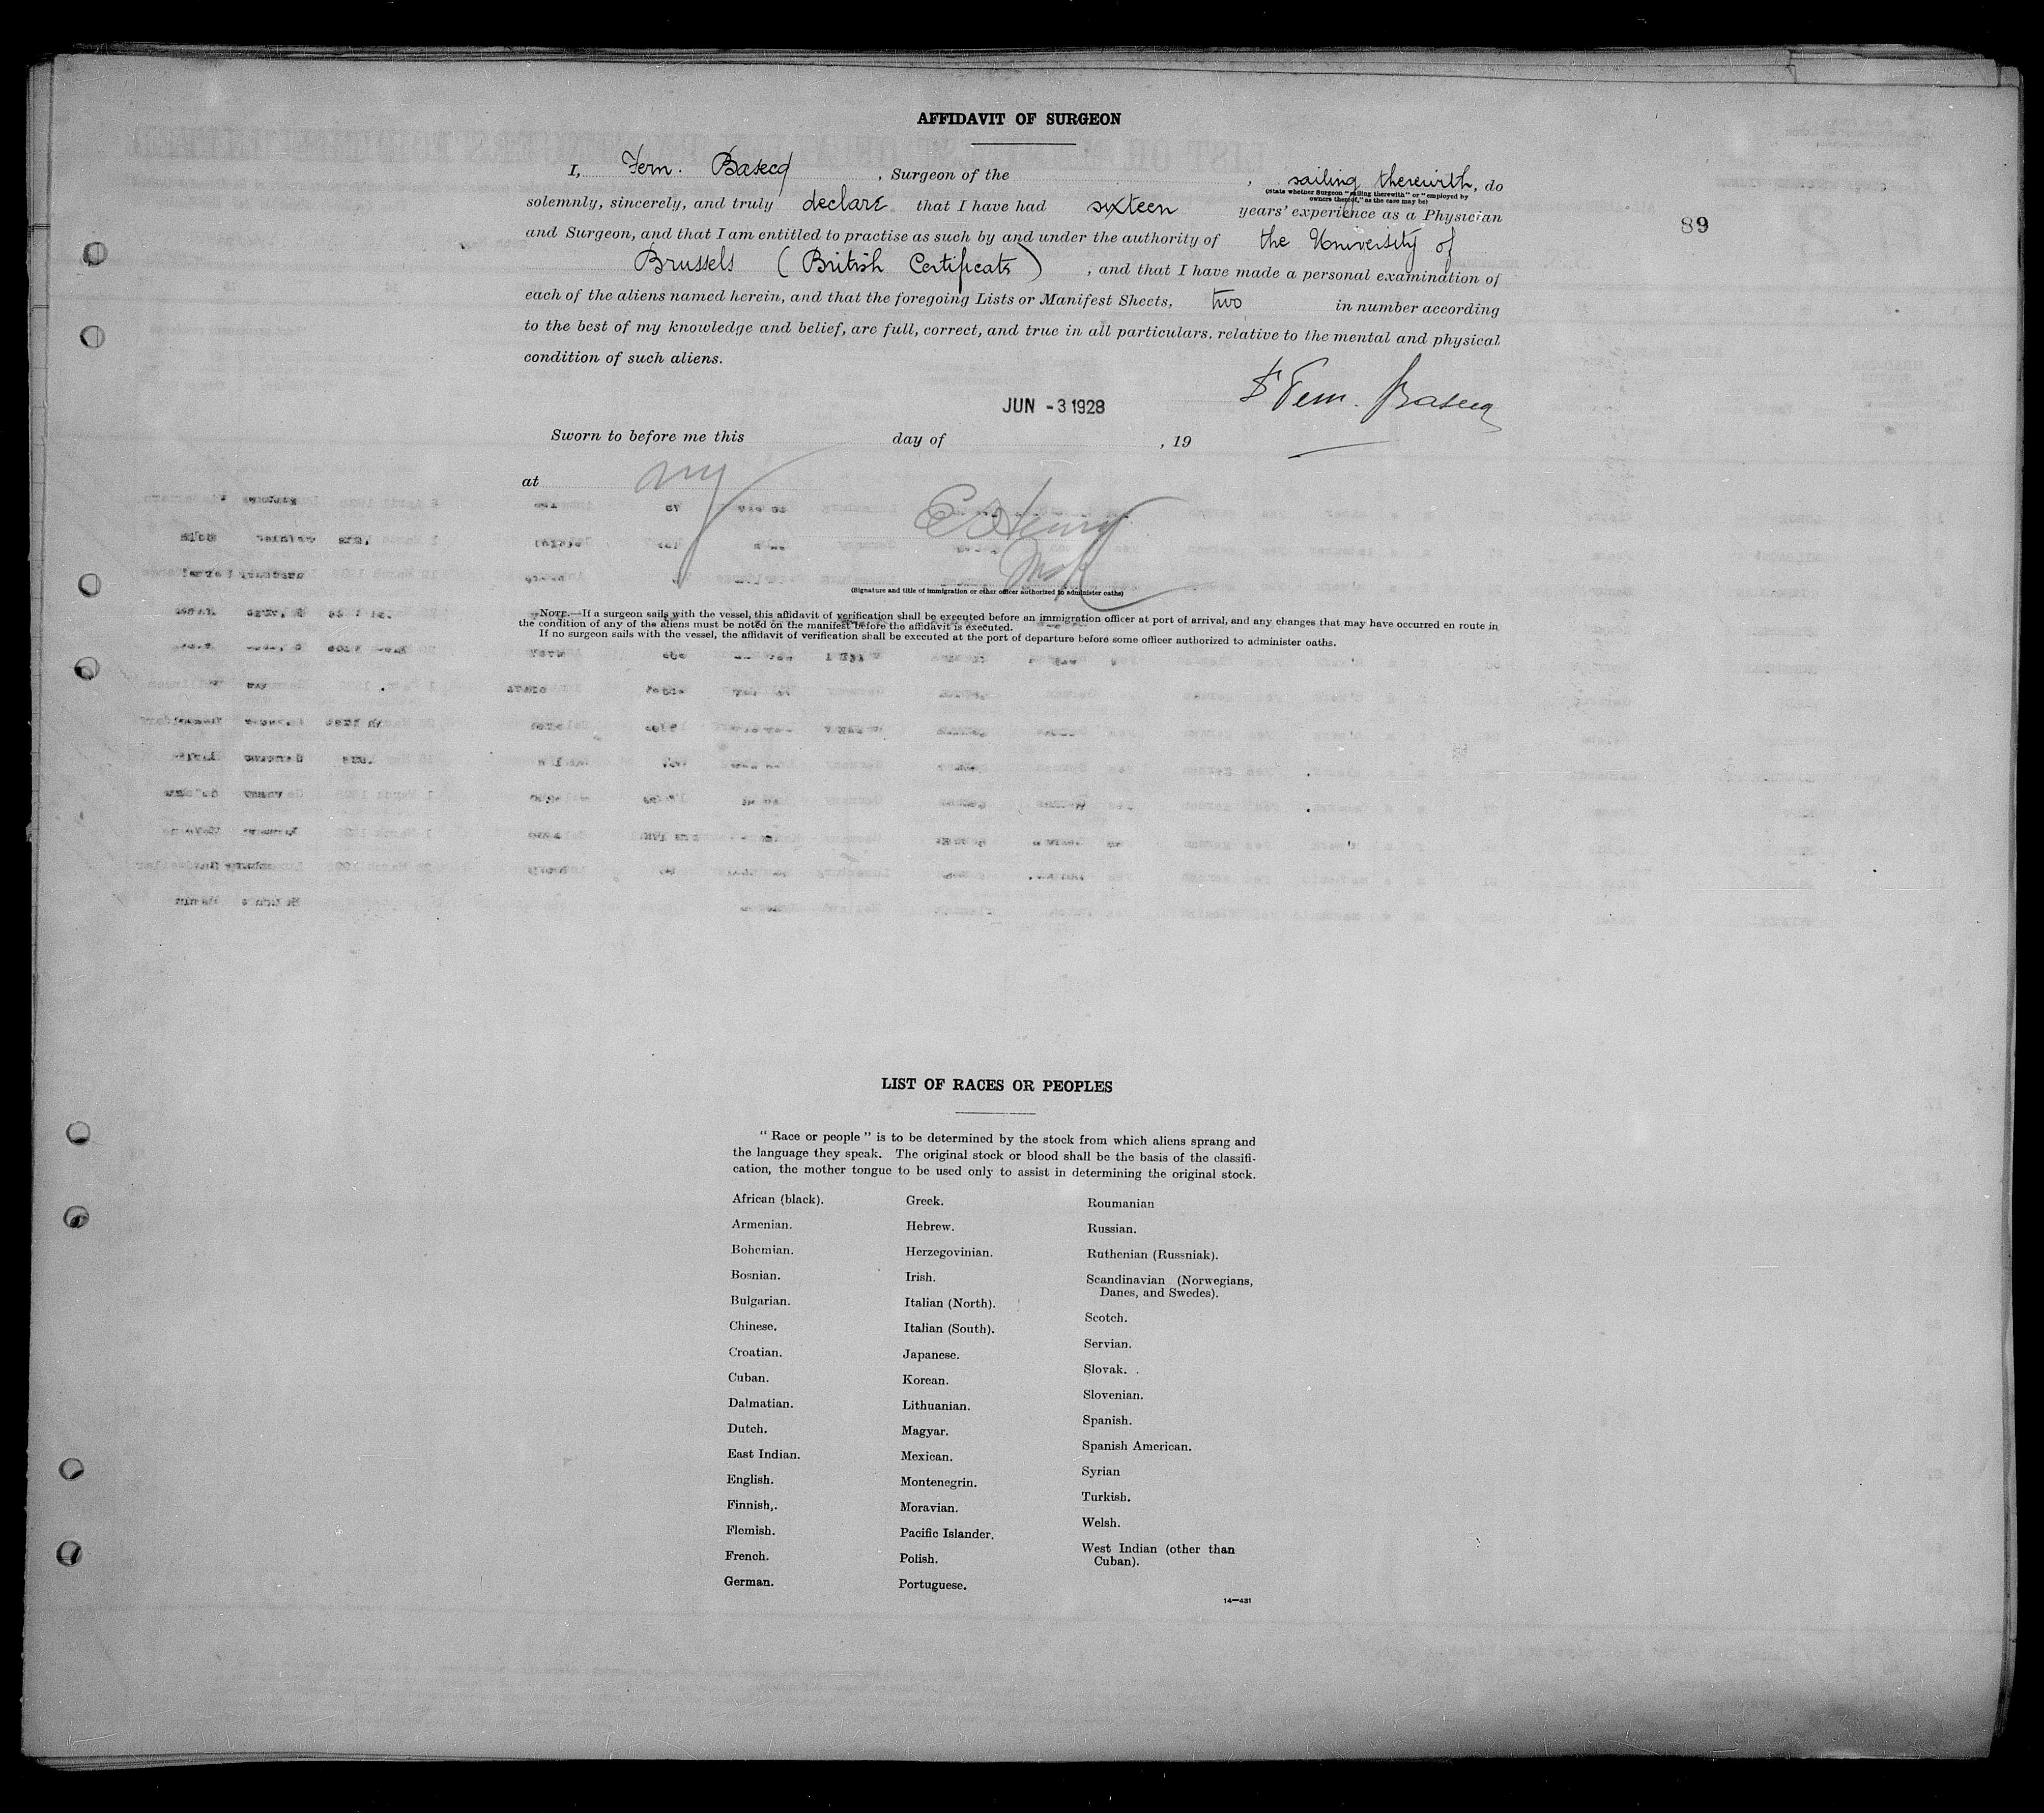 AFFIDAVIT OF SURGEON
I, Fern. Basecq, Surgeon of the , sailing therewith, do
(State whether Surgeon "sailing therewith" or "employed by
owners thereof," as the case may be)
solemnly, sincerely, and truly declare that I have had sixteen years' experience as a Physician
89
and Surgeon, and that I am entitled to practise as such by and under the authority of the University of
Brussels (British Certificate), and that I have made a personal examination of
each of the aliens named herein, and that the foregoing Lists or Manifest Sheets, two in number according
to the best of my knowledge and belief, are full, correct, and true in all particulars, relative to the mental and physical
condition of such aliens.
Fern. Basecq
JUN -3 1928
Sworn to before me this day of , 19
at NY
(Signature and title of immigration or other officer authorized to administer oaths)
NOTE.—If a surgeon sails with the vessel, this affidavit of verification shall be executed before an immigration officer at port of arrival, and any changes that may have occurred en route in
the condition of any of the aliens must be noted on the manifest before the affidavit is executed.
If no surgeon sails with the vessel, the affidavit of verification shall be executed at the port of departure before some officer authorized to administer oaths.
LIST OF RACES OR PEOPLES
"Race or people" is to be determined by the stock from which aliens sprang and
the language they speak. The original stock or blood shall be the basis of the classifi-
cation, the mother tongue to be used only to assist in determining the original stock.
African (black).
Armenian.
Bohemian.
Bosnian.
Bulgarian.
Chinese.
Croatian.
Cuban.
Dalmatian.
Dutch.
East Indian.
English.
Finnish,.
Flemish.
French.
German.
Greek.
Hebrew.
Herzegovinian.
Irish.
Italian (North).
Italian (South).
Japanese.
Korean.
Lithuanian.
Magyar.
Mexican.
Montenegrin.
Moravian.
Pacific Islander.
Polish.
Portuguese.
Roumanian
Russian.
Ruthenian (Russniak).
Scandinavian (Norwegians,
Danes, and Swedes).
Scotch.
Servian.
Slovak.
Slovenian.
Spanish.
Spanish American.
Syrian
Turkish.
Welsh.
West Indian (other than
Cuban).
14—431